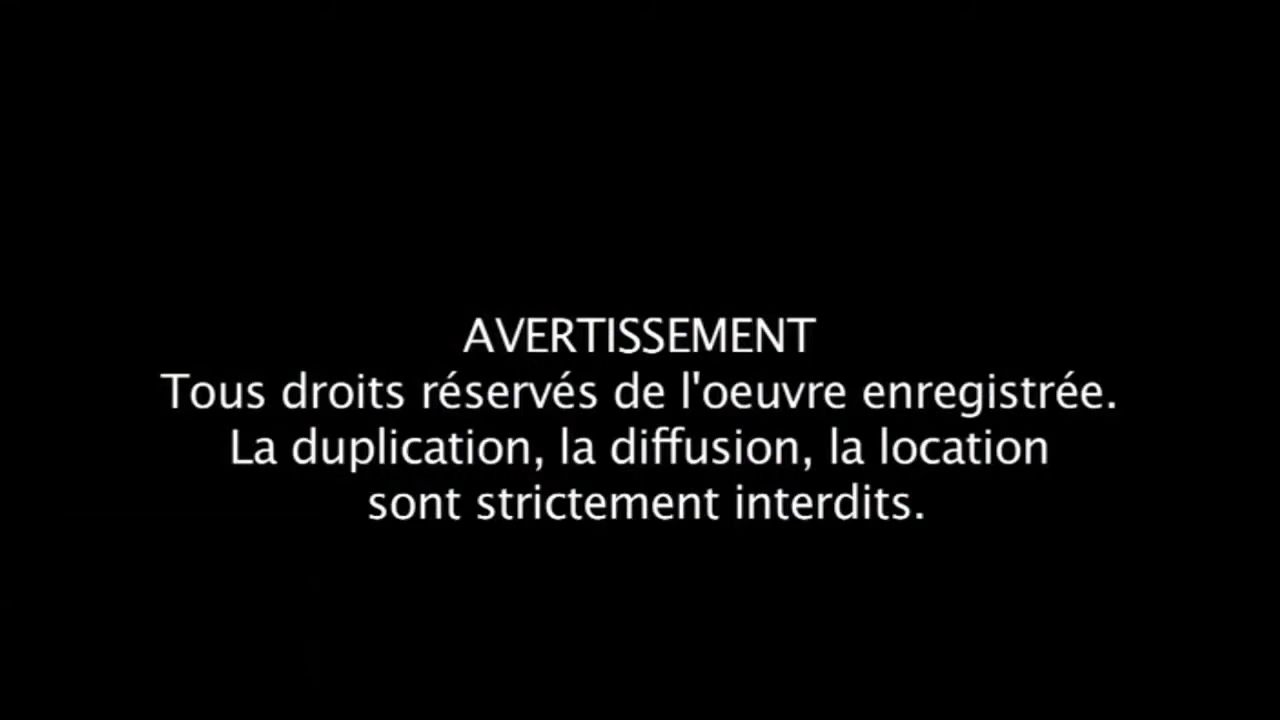 AVERTISSEMENT
Tous droits réservés de l'oeuvre enregistrée.
La duplication, la diffusion, la location
sont strictement interdits.